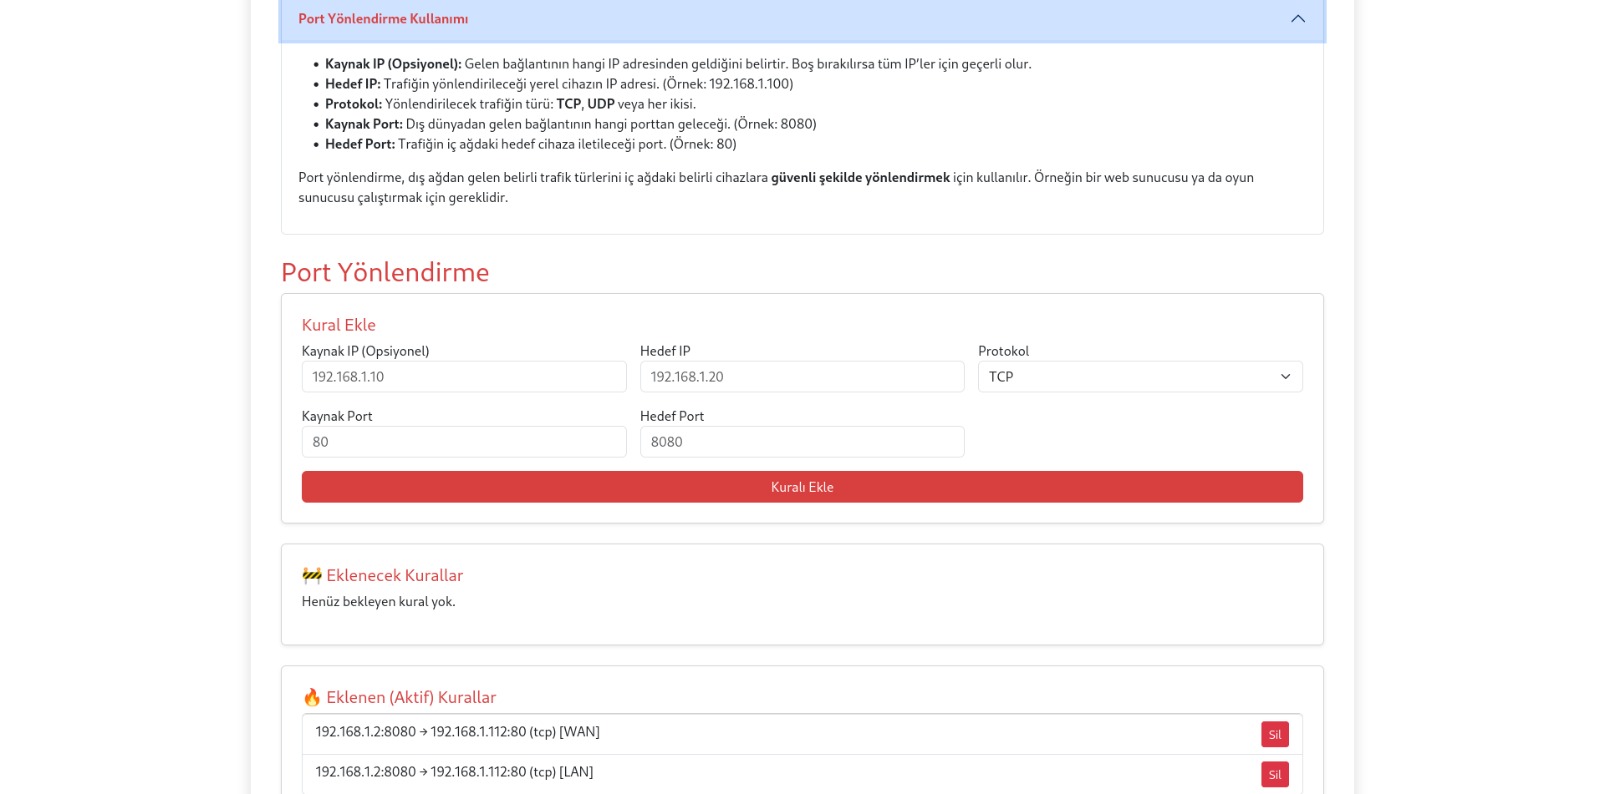 Port Yönlendirme Kullanımı
• Kaynak IP (Opsiyonel): Gelen bağlantının hangi IP adresinden geldiğini belirtir. Boş bırakılırsa tüm IP’ler için geçerli olur.
• Hedef IP: Trafiğin yönlendirileceği yerel cihazın IP adresi. (Örnek: 192.168.1.100)
• Protokol: Yönlendirilecek trafiğin türü: TCP, UDP veya her ikisi.
• Kaynak Port: Dış dünyadan gelen bağlantının hangi porttan geleceği. (Örnek: 8080)
• Hedef Port: Trafiğin iç ağdaki hedef cihaza iletileceği port. (Örnek: 80)
Port yönlendirme, dış ağdan gelen belirli trafik türlerini iç ağdaki belirli cihazlara güvenli şekilde yönlendirmek için kullanılır. Örneğin bir web sunucusu ya da oyun
sunucusu çalıştırmak için gereklidir.
Port Yönlendirme
Kural Ekle
Kaynak IP (Opsiyonel) Hedef IP Protokol
192.168.1.10 192.168.1.20 TCP
Kaynak Port Hedef Port
80 8080
Kuralı Ekle
🚧 Eklenecek Kurallar
Henüz bekleyen kural yok.
🔥 Eklenen (Aktif) Kurallar
192.168.1.2:8080 → 192.168.1.112:80 (tcp) [WAN] Sil
192.168.1.2:8080 → 192.168.1.112:80 (tcp) [LAN] Sil